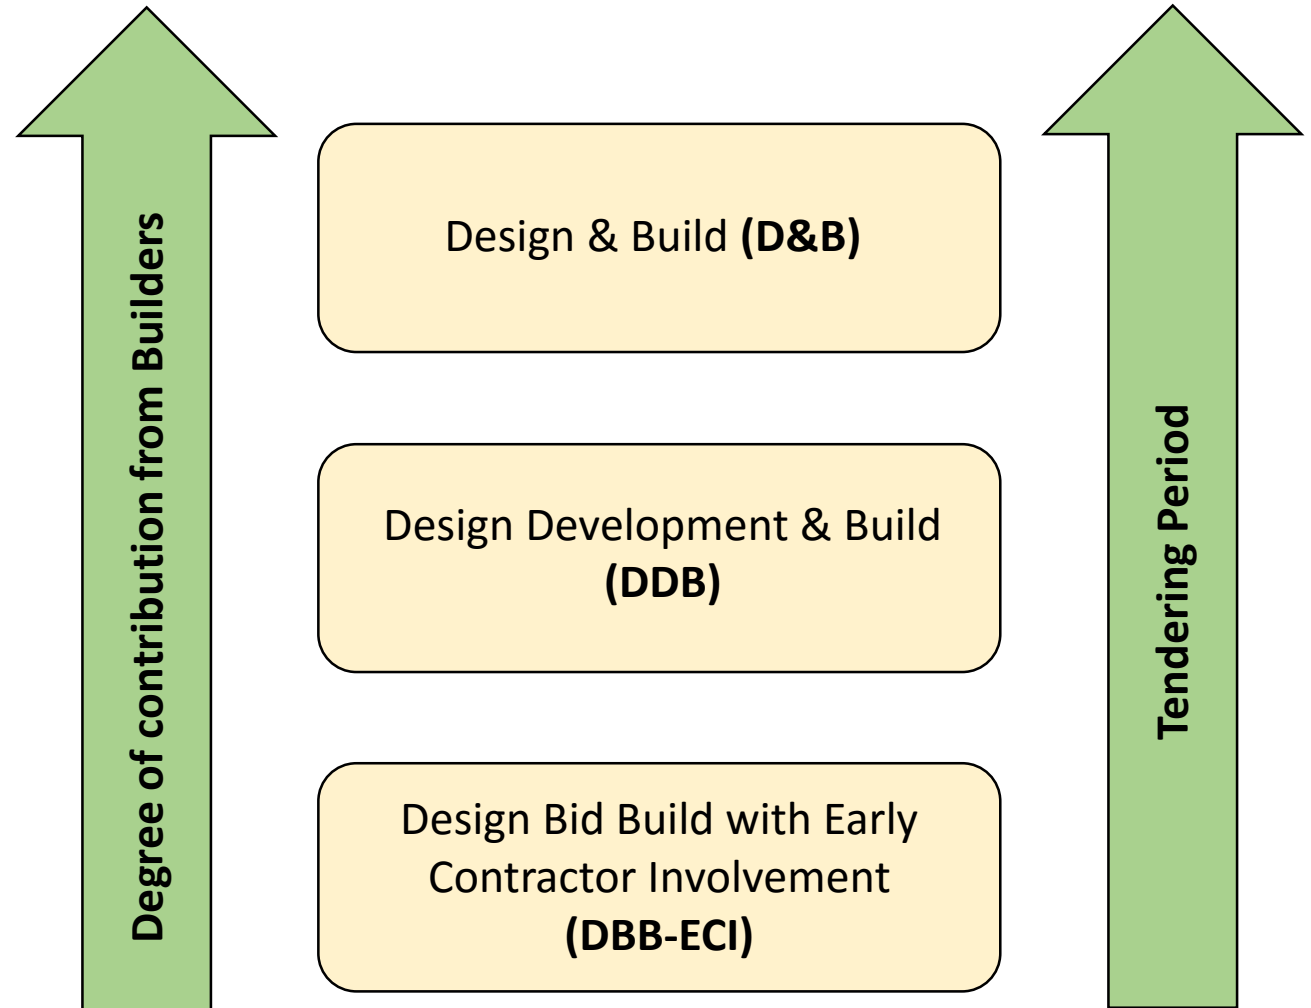 Degree of contribution from Builders
Design & Build (D&B)
Design Development & Build
(DDB)
Design Bid Build with Early
Contractor Involvement
(DBB-ECI)
Tendering Period